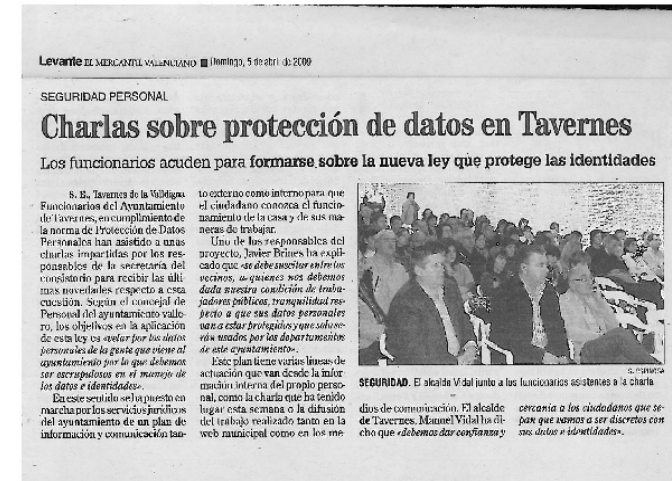 Levante EL MERCANTIL VALENCIANO ■ Domingo, 5 de abril de 2009
SEGURIDAD PERSONAL
Charlas sobre protección de datos en Tavernes
Los funcionarios acuden para formarse sobre la nueva ley que protege las identidades
S. E., Tavernes de la Valldigna
Funcionarios del Ayuntamiento
de Tavernes, en cumplimiento de
la norma de Protección de Datos
Personales han asistido a unas
charlas impartidas por los res-
ponsables de la secretaría del
consistorio para recibir las últi-
mas novedades respecto a esta
cuestión. Según el concejal de
Personal del ayuntamiento valle-
ro, los objetivos en la aplicación
de esta ley es «velar por los datos
personales de la gente que viene al
ayuntamiento por lo que debemos
ser escrupulosos en el manejo de
los datos e identidades».
En este sentido se ha puesto en
marcha por los servicios jurídicos
del ayuntamiento de un plan de
información y comunicación tan-
to externo como interno para que
el ciudadano conozca el funcio-
namiento de la casa y de sus ma-
neras de trabajar.
Uno de los responsables del
proyecto, Javier Brines ha expli-
cado que «se debe suscitar entre los
vecinos, a quienes nos debemos
dada nuestra condición de traba-
jadores públicos, tranquilidad res-
pecto a que sus datos personales
van a estar protegidos y que solo se-
rán usados por los departamentos
de este ayuntamiento».
Este plan tiene varias líneas de
actuación que van desde la infor-
mación interna del propio perso-
nal, como la charla que ha tenido
lugar esta semana o la difusión
del trabajo realizado tanto en la
web municipal como en los me-
S. ESPINOSA
SEGURIDAD. El alcalde Vidal junto a los funcionarios asistentes a la charla
dios de comunicación. El alcalde
de Tavernes, Manuel Vidal ha di-
cho que «debemos dar confianza y
cercanía a los ciudadanos que se-
pan que vamos a ser discretos con
sus datos e identidades».